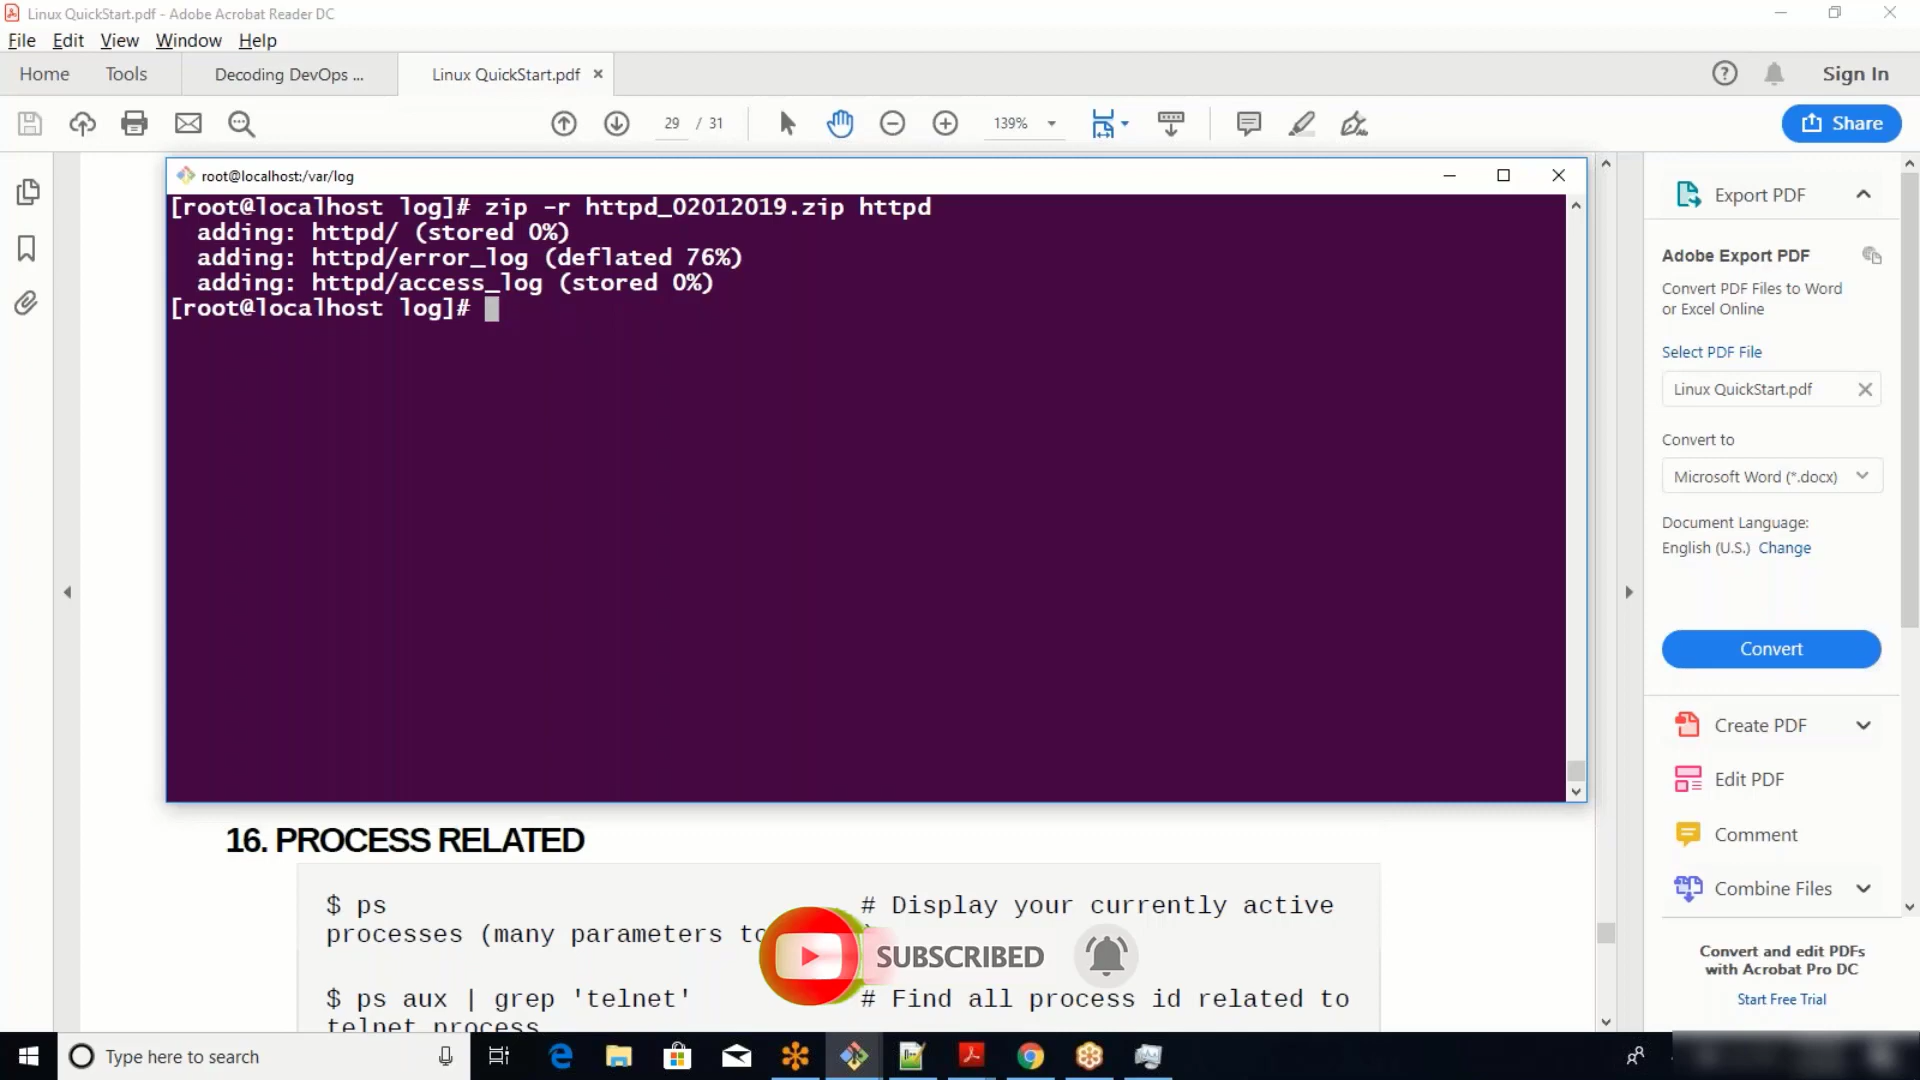 Linux QuickStart.pdf - Adobe Acrobat Reader DC
File Edit View Window Help
Home Tools Decoding DevOps ... Linux QuickStart.pdf × Sign In
29 / 31 139% Share
root@localhost:/var/log
[root@localhost log]# zip -r httpd_02012019.zip httpd
adding: httpd/ (stored 0%)
adding: httpd/error_log (deflated 76%)
adding: httpd/access_log (stored 0%)
[root@localhost log]#
16. PROCESS RELATED
$ ps # Display your currently active
processes (many parameters to
$ ps aux | grep 'telnet' # Find all process id related to
telnet process
SUBSCRIBED
Export PDF
Adobe Export PDF
Convert PDF Files to Word
or Excel Online
Select PDF File
Linux QuickStart.pdf
Convert to
Microsoft Word (*.docx)
Document Language:
English (U.S.) Change
Convert
Create PDF
Edit PDF
Comment
Combine Files
Convert and edit PDFs
with Acrobat Pro DC
Start Free Trial
Type here to search